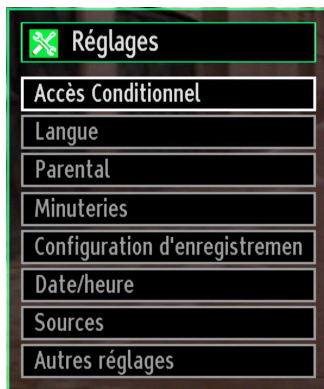 Réglages
Accès Conditionnel
Langue
Parental
Minuteries
Configuration d'enregistremen
Date/heure
Sources
Autres réglages